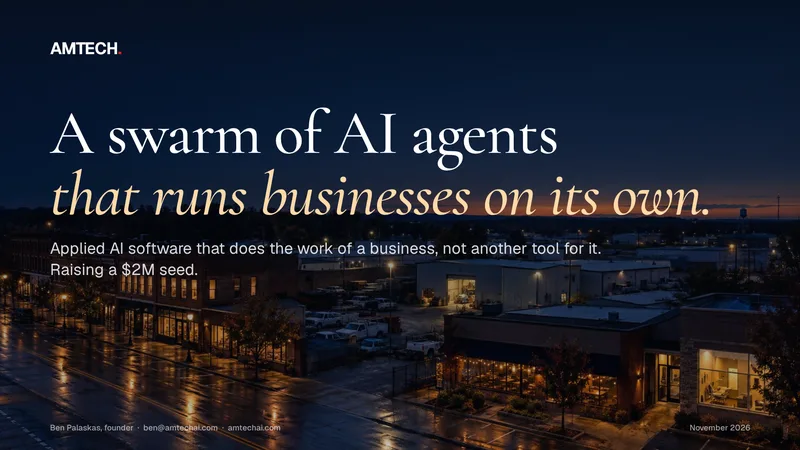 AMTECH.
A swarm of AI agents
that runs businesses on its own.
Applied AI software that does the work of a business, not another tool for it.
Raising a $2M seed.
Ben Palaskas, founder · ben@amtechai.com · amtechai.com
November 2026